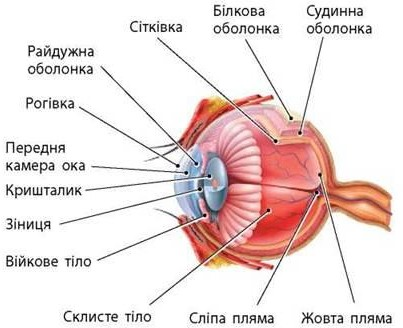 Білкова
оболонка
Судинна
оболонка
Сітківка
Райдужна
оболонка
Рогівка
Передня
камера ока
Кришталик
Зіниця
Війкове тіло
Склисте тіло
Сліпа пляма
Жовта пляма